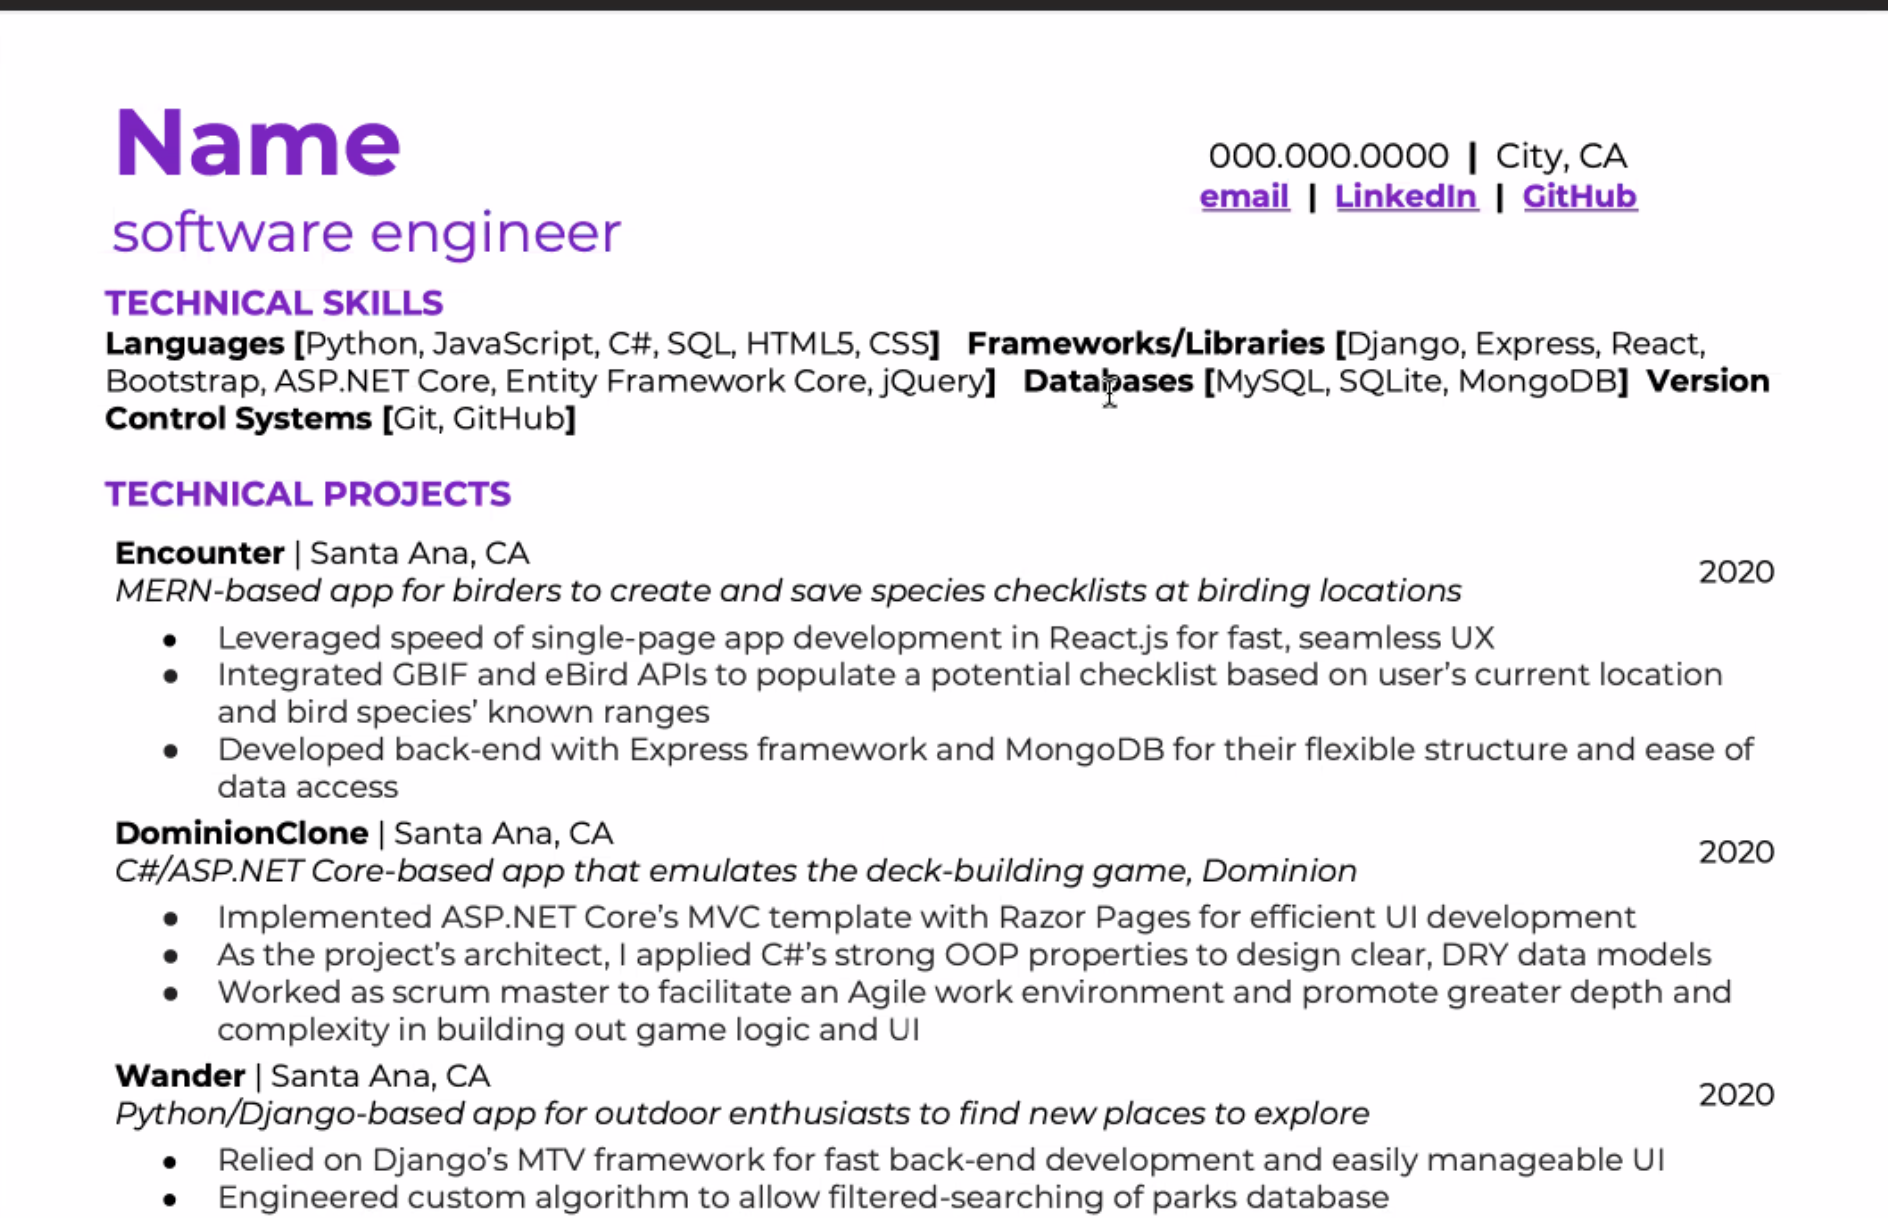 Name
000.000.0000 | City, CA
email | LinkedIn | GitHub
software engineer
TECHNICAL SKILLS
Languages [Python, JavaScript, C#, SQL, HTML5, CSS] Frameworks/Libraries [Django, Express, React,
Bootstrap, ASP.NET Core, Entity Framework Core, jQuery] Databases [MySQL, SQLite, MongoDB] Version
Control Systems [Git, GitHub]
TECHNICAL PROJECTS
Encounter | Santa Ana, CA
2020
MERN-based app for birders to create and save species checklists at birding locations
● Leveraged speed of single-page app development in React.js for fast, seamless UX
● Integrated GBIF and eBird APIs to populate a potential checklist based on user’s current location
and bird species’ known ranges
● Developed back-end with Express framework and MongoDB for their flexible structure and ease of
data access
DominionClone | Santa Ana, CA
2020
C#/ASP.NET Core-based app that emulates the deck-building game, Dominion
● Implemented ASP.NET Core’s MVC template with Razor Pages for efficient UI development
● As the project’s architect, I applied C#’s strong OOP properties to design clear, DRY data models
● Worked as scrum master to facilitate an Agile work environment and promote greater depth and
complexity in building out game logic and UI
Wander | Santa Ana, CA
2020
Python/Django-based app for outdoor enthusiasts to find new places to explore
● Relied on Django’s MTV framework for fast back-end development and easily manageable UI
● Engineered custom algorithm to allow filtered-searching of parks database